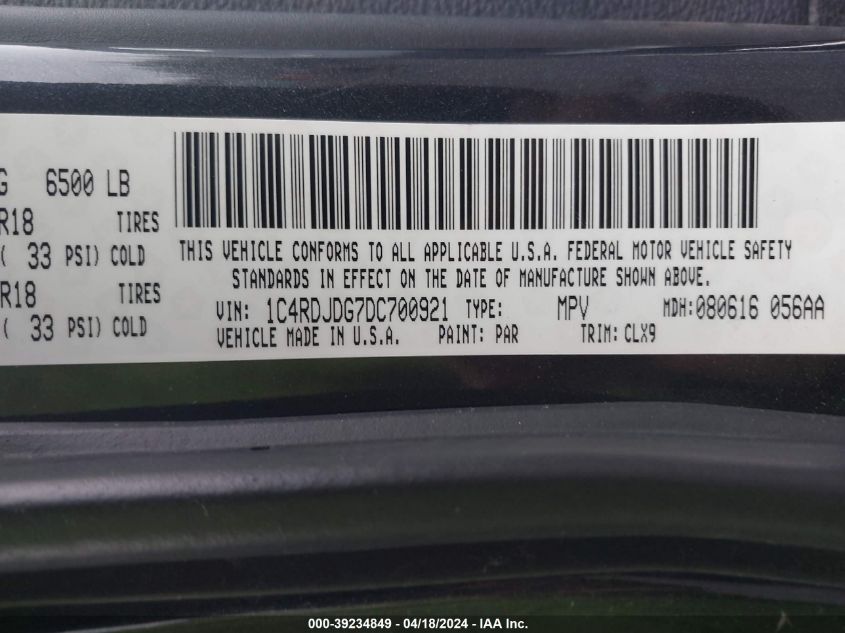 G 6500 LB
R18 TIRES
( 33 PSI) COLD
R18 TIRES
( 33 PSI) COLD
THIS VEHICLE CONFORMS TO ALL APPLICABLE U.S.A. FEDERAL MOTOR VEHICLE SAFETY
STANDARDS IN EFFECT ON THE DATE OF MANUFACTURE SHOWN ABOVE.
VIN: 1C4RDJDG7DC700921 TYPE: MPV MDH:080616 056AA
VEHICLE MADE IN U.S.A. PAINT: PAR TRIM: CLX9
000-39234849 / 04/18/2024 - IAA Inc.